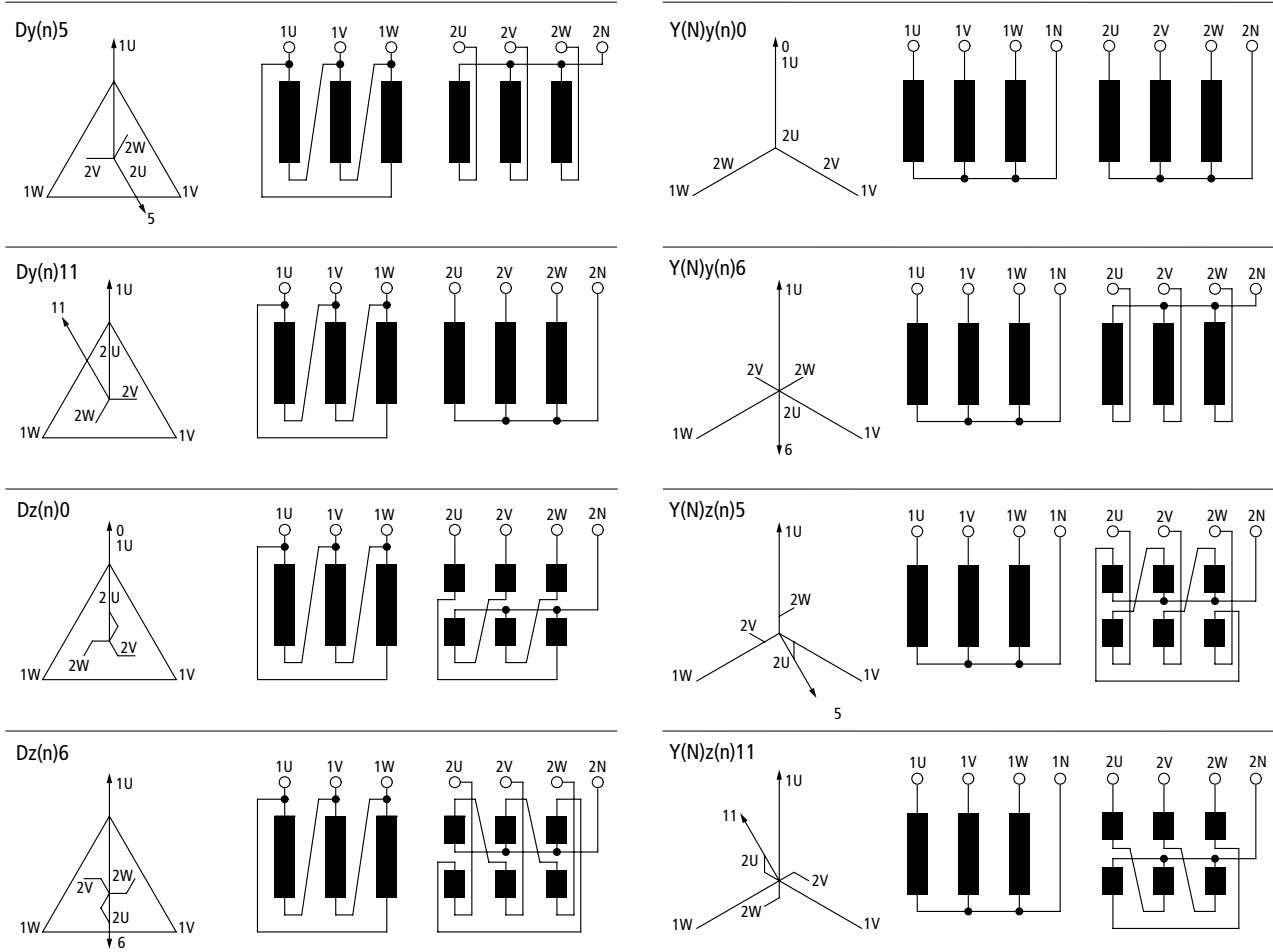 Dy(n)5
1U
2W
2V
2U
1W
1V
5
1U 1V 1W 2U 2V 2W 2N
Y(N)y(n)0
0
1U
2U
2W
2V
1W
1V
1U 1V 1W 1N 2U 2V 2W 2N
Dy(n)11
1U
11
2U
2V
2W
1W
1V
1U 1V 1W 2U 2V 2W 2N
Y(N)y(n)6
1U
2V 2W
2U
1W
1V
6
1U 1V 1W 1N 2U 2V 2W 2N
Dz(n)0
0
1U
2U
2V
2W
1W
1V
1U 1V 1W 2U 2V 2W 2N
Y(N)z(n)5
1U
2W
2V
2U
1W
1V
5
1U 1V 1W 1N 2U 2V 2W 2N
Dz(n)6
1U
2V 2W
2U
1W
1V
6
1U 1V 1W 2U 2V 2W 2N
Y(N)z(n)11
1U
11
2U
2V
2W
1W
1V
1U 1V 1W 1N 2U 2V 2W 2N